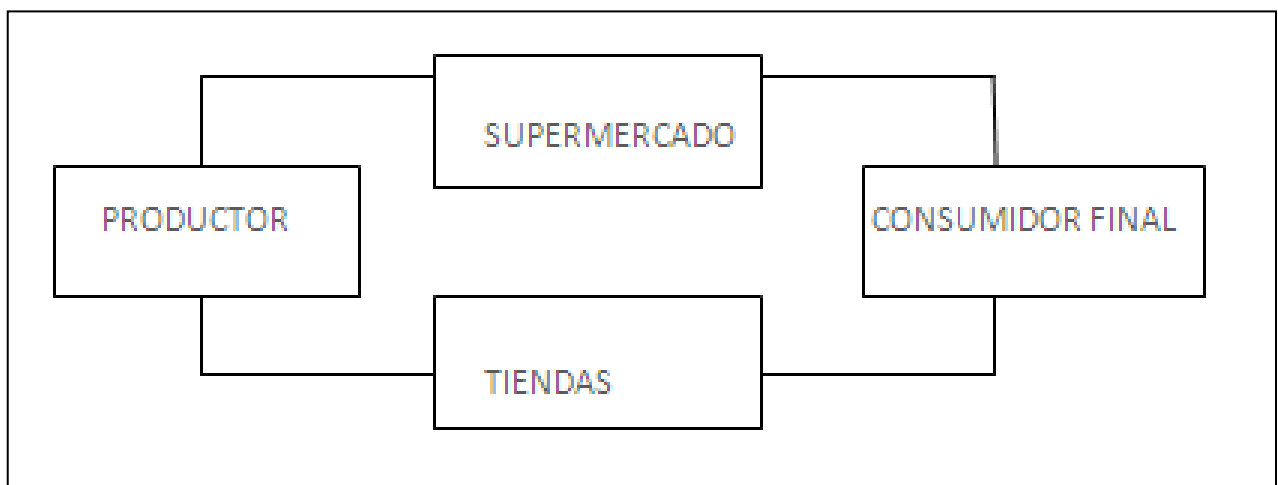 SUPERMERCADO
PRODUCTOR
CONSUMIDOR FINAL
TIENDAS